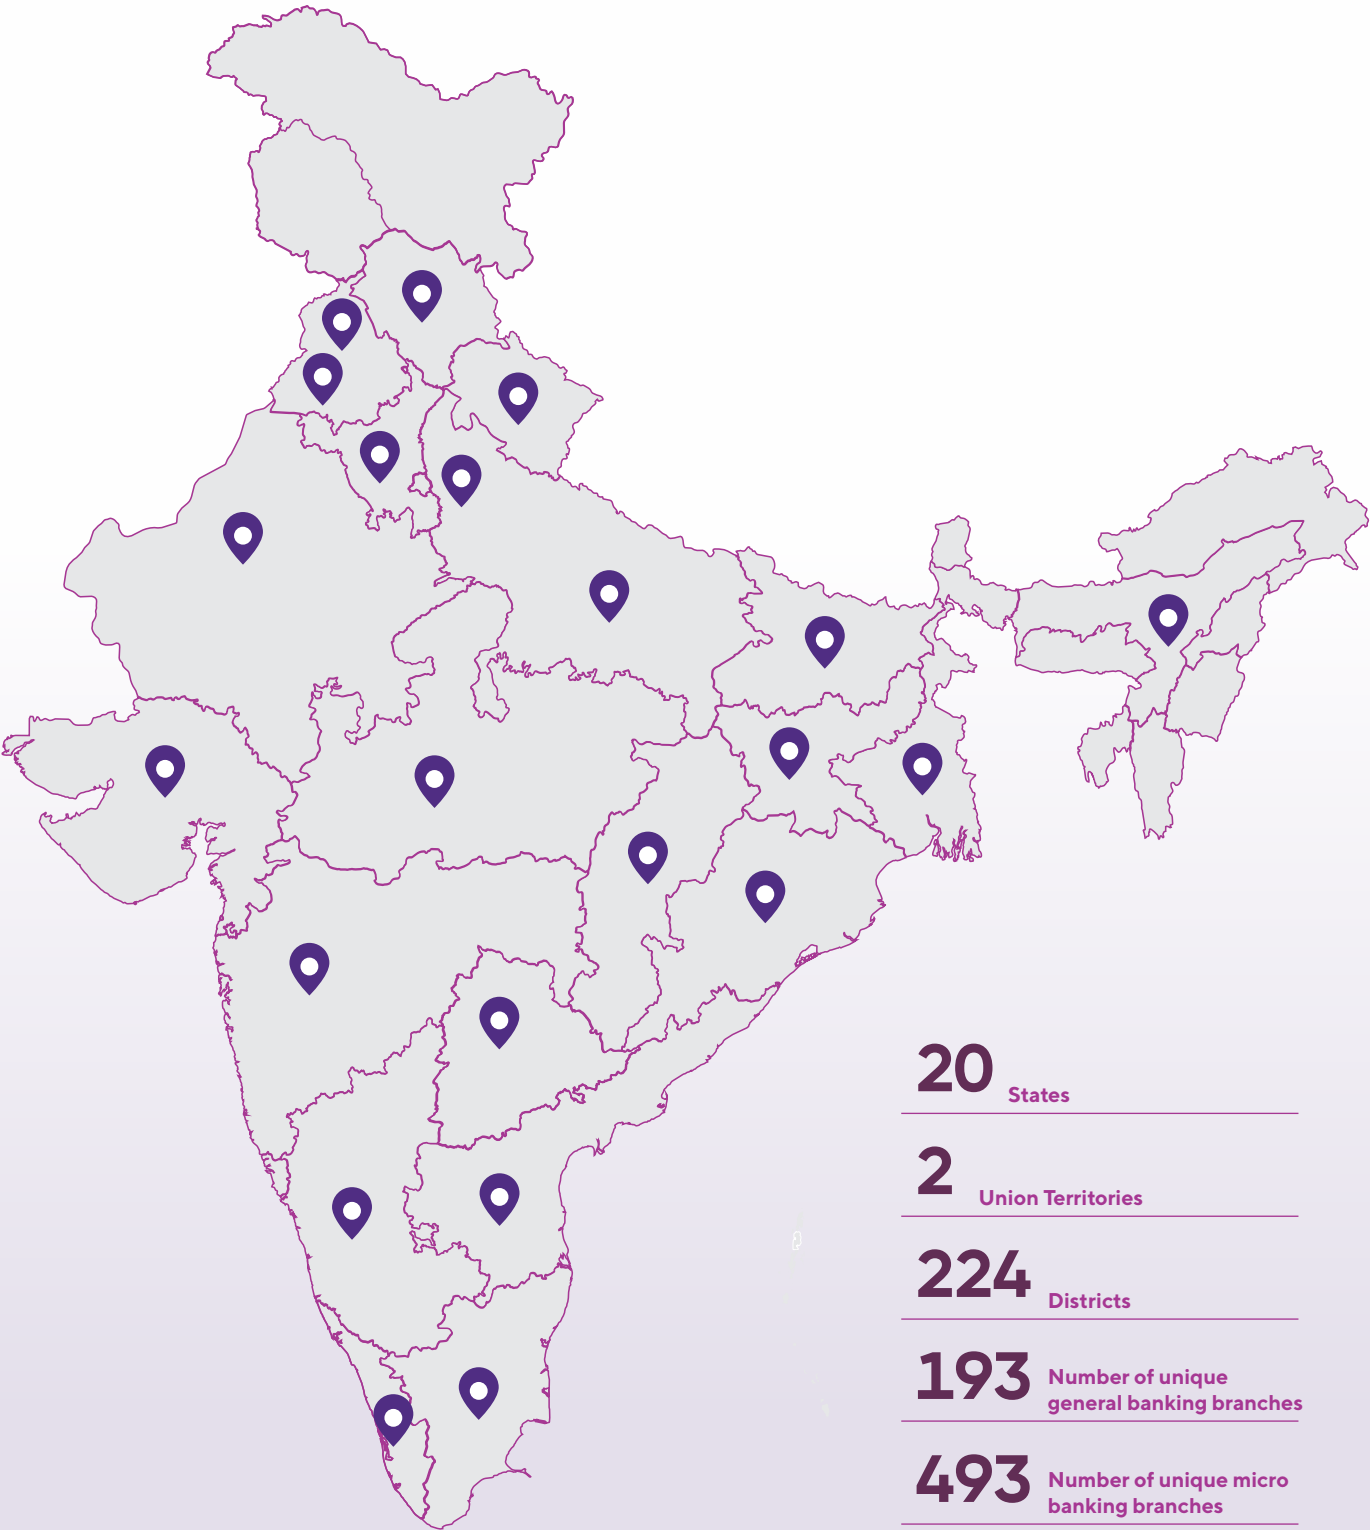 20 States
2 Union Territories
224 Districts
193 Number of unique
general banking branches
493 Number of unique micro
banking branches